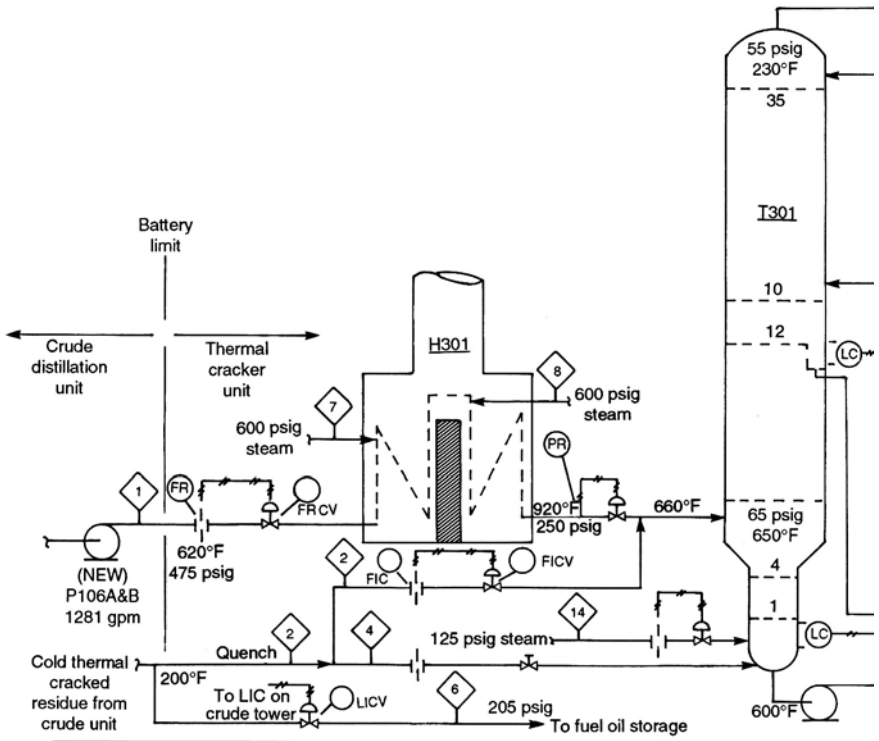 55 psig
230°F
35
T301
10
12
LC
Battery
limit
Crude
distillation
unit
Thermal
cracker
unit
H301
7
600 psig
steam
8
600 psig
steam
1
FR
FRCV
620°F
475 psig
(NEW)
P106A&B
1281 gpm
PR
920°F
250 psig
660°F
65 psig
650°F
4
1
LC
2
FIC
FICV
14
125 psig steam
2
Quench
4
Cold thermal
cracked
residue from
crude unit
200°F
To LIC on
crude tower
LICV
6
205 psig
To fuel oil storage
600°F